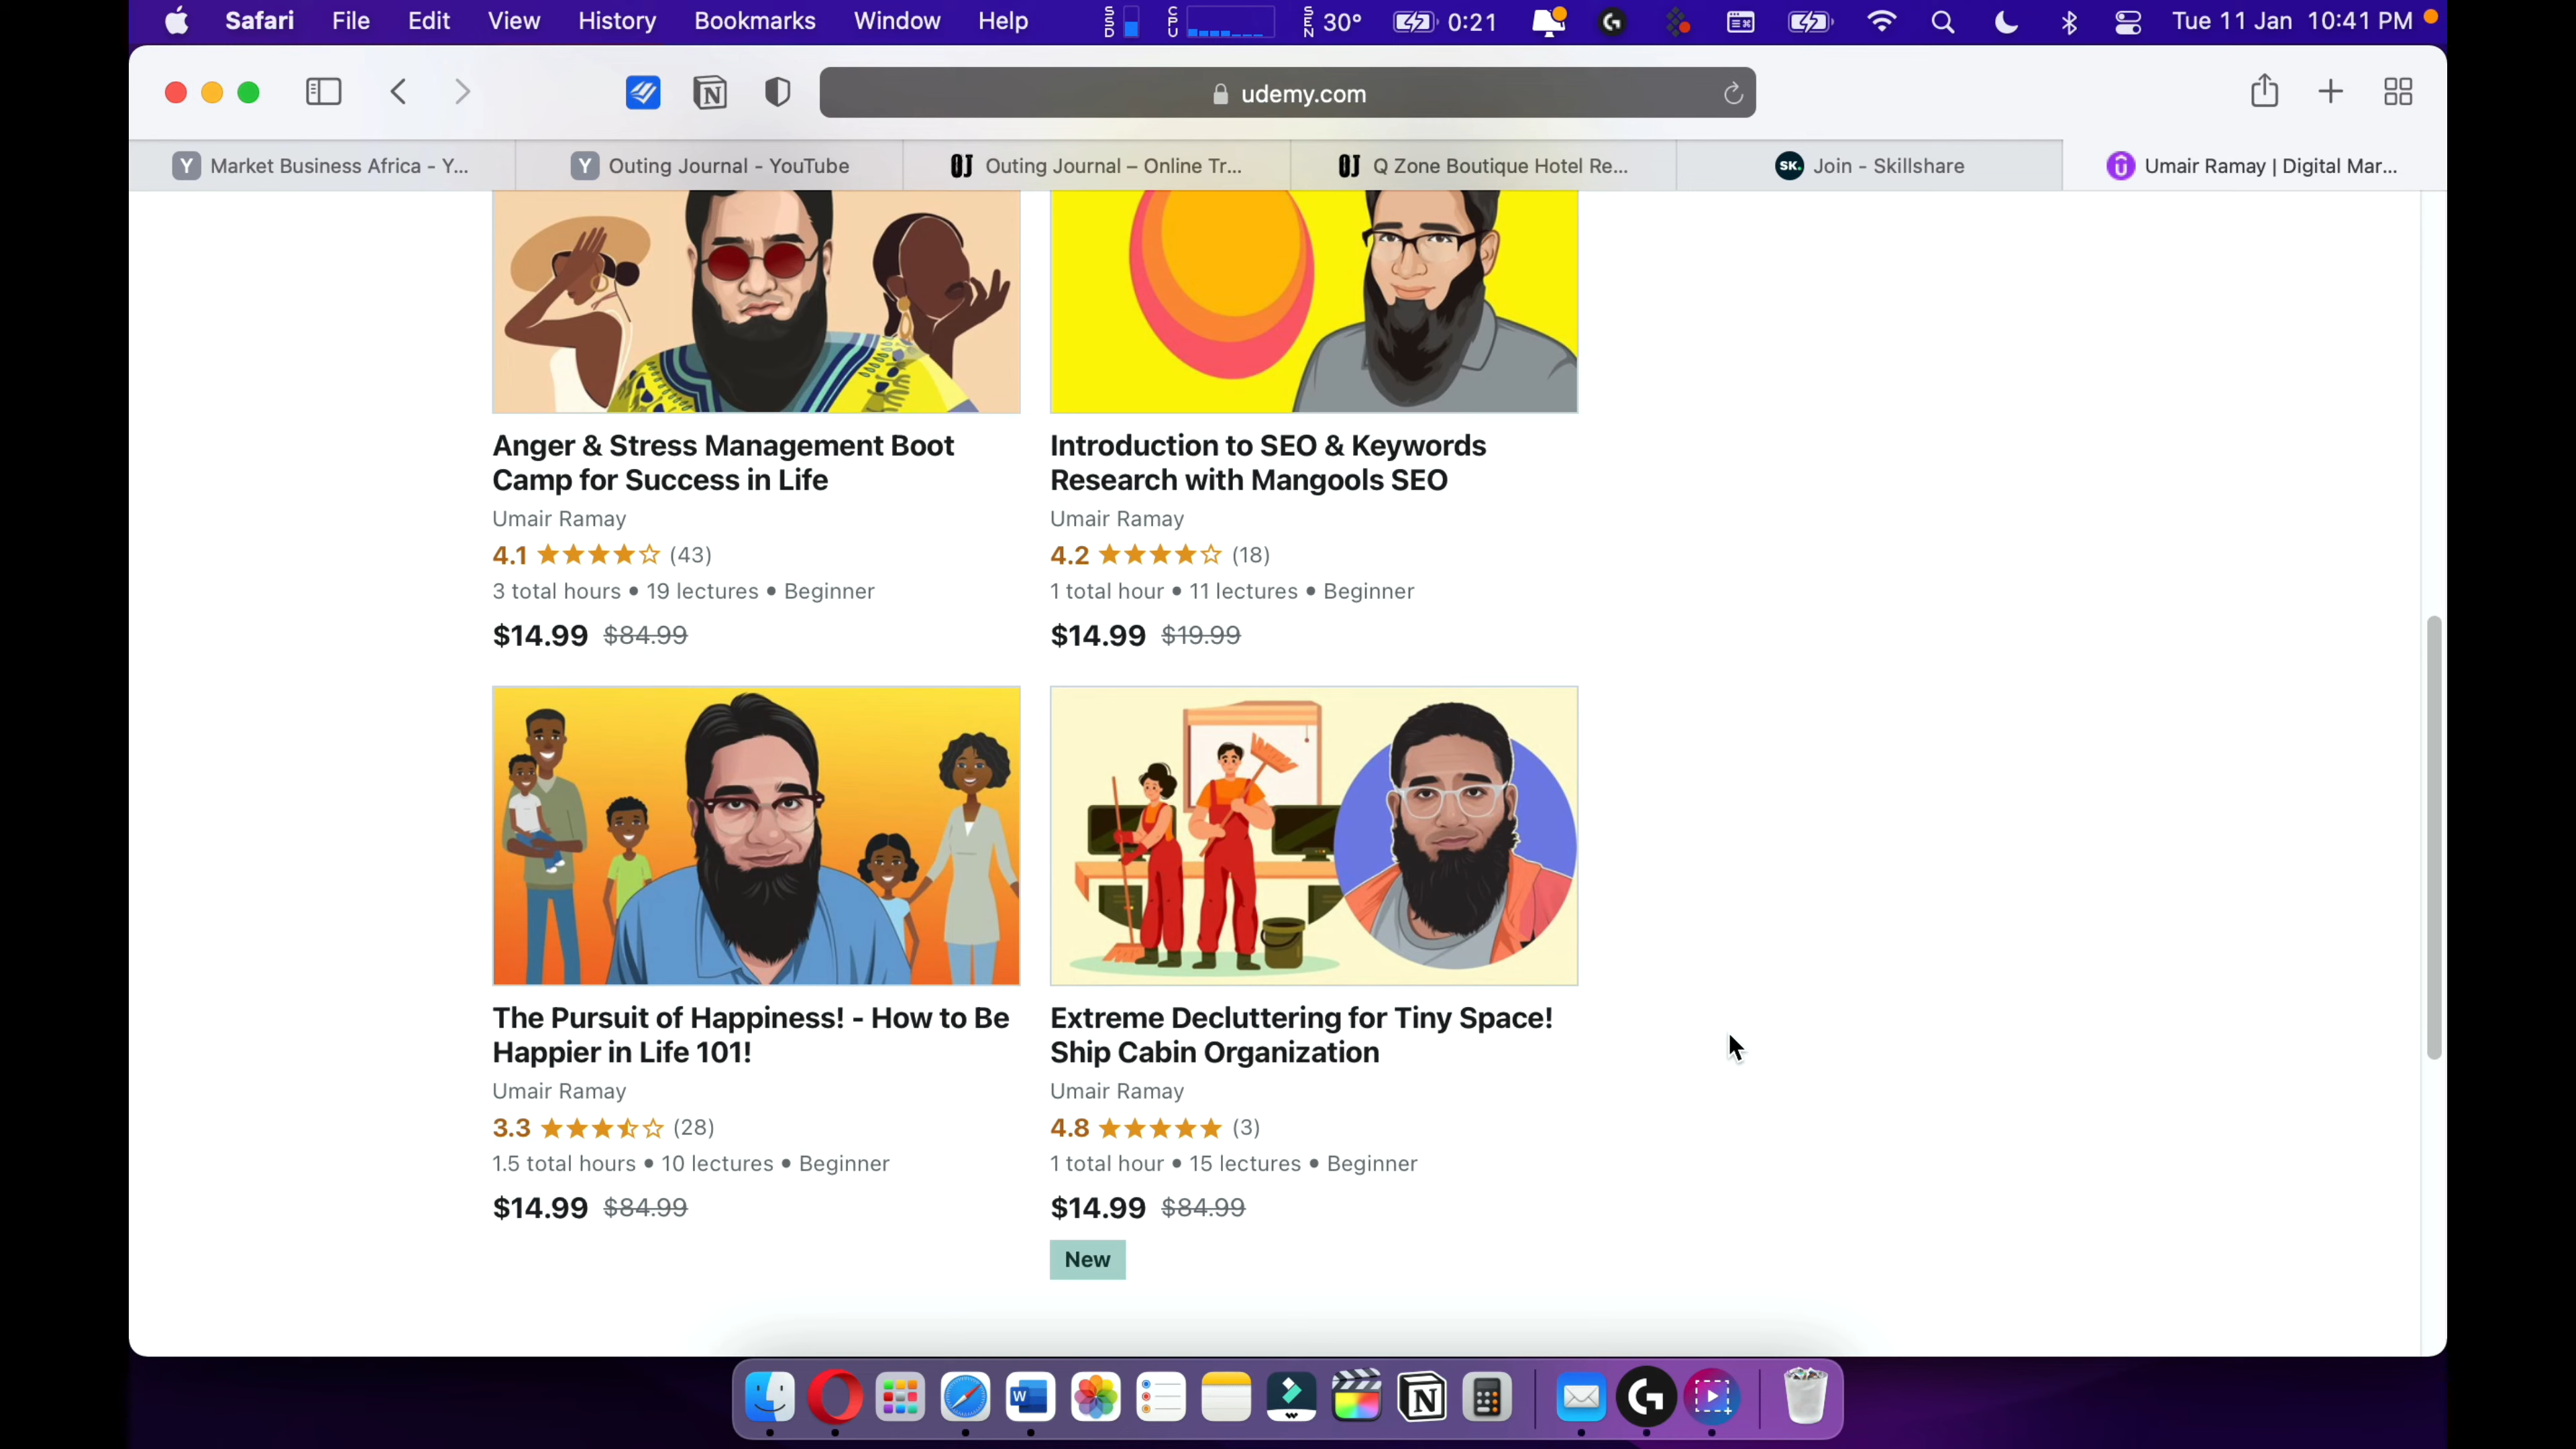 Safari File Edit View History Bookmarks Window Help SSD CPU SEN 30° 0:21 Tue 11 Jan 10:41 PM
udemy.com
Y Market Business Africa - Y... Y Outing Journal - YouTube OJ Outing Journal – Online Tr... OJ Q Zone Boutique Hotel Re... SK. Join - Skillshare Umair Ramay | Digital Mar...
Anger & Stress Management Boot
Camp for Success in Life
Umair Ramay
4.1 (43)
3 total hours • 19 lectures • Beginner
$14.99 $84.99
Introduction to SEO & Keywords
Research with Mangools SEO
Umair Ramay
4.2 (18)
1 total hour • 11 lectures • Beginner
$14.99 $19.99
The Pursuit of Happiness! - How to Be
Happier in Life 101!
Umair Ramay
3.3 (28)
1.5 total hours • 10 lectures • Beginner
$14.99 $84.99
Extreme Decluttering for Tiny Space!
Ship Cabin Organization
Umair Ramay
4.8 (3)
1 total hour • 15 lectures • Beginner
$14.99 $84.99
New